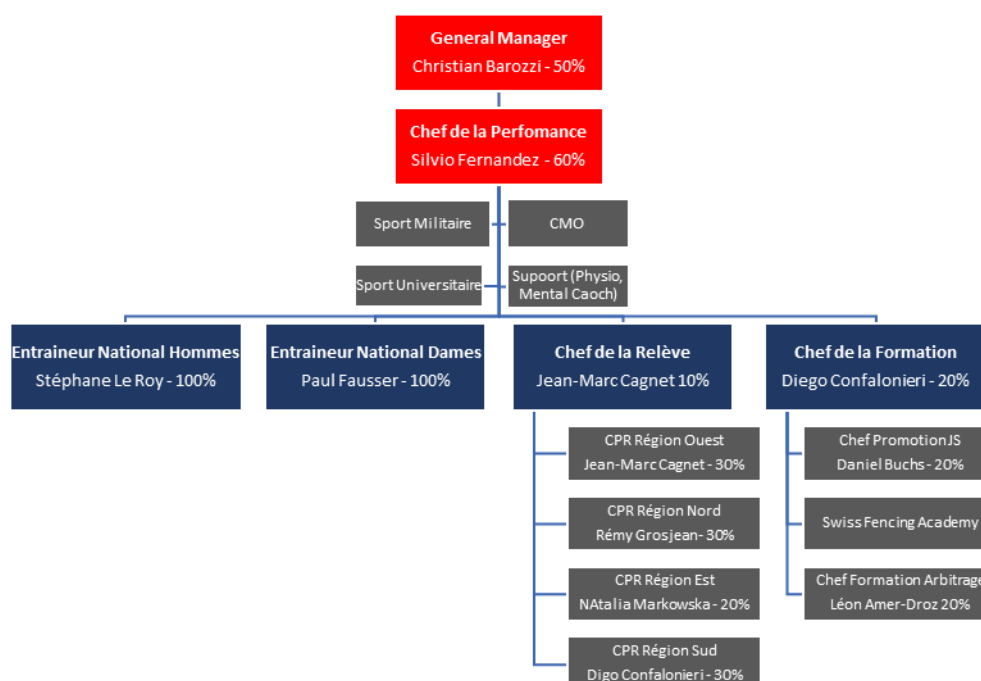 General Manager
Christian Barozzi - 50%
Chef de la Perfomance
Silvio Fernandez - 60%
Sport Militaire
CMO
Sport Universitaire
Supoort (Physio,
Mental Caoch)
Entraineur National Hommes
Stéphane Le Roy - 100%
Entraineur National Dames
Paul Fausser - 100%
Chef de la Relève
Jean-Marc Cagnet 10%
Chef de la Formation
Diego Confalonieri - 20%
CPR Région Ouest
Jean-Marc Cagnet - 30%
CPR Région Nord
Rémy Grosjean- 30%
CPR Région Est
NAtalia Markowska - 20%
CPR Région Sud
Digo Confalonieri - 30%
Chef Promotion JS
Daniel Buchs - 20%
Swiss Fencing Academy
Chef Formation Arbitrage
Léon Amer-Droz 20%